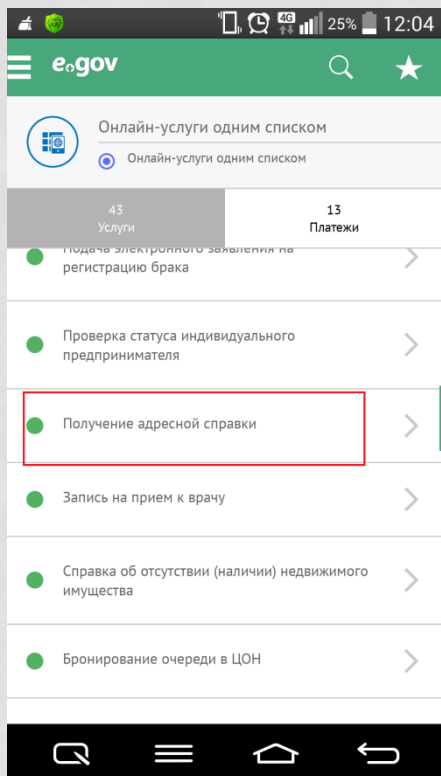 4G 25% 12:04
egov
Онлайн-услуги одним списком
Онлайн-услуги одним списком
43
Услуги
13
Платежи
Подача электронного заявления на
регистрацию брака
Проверка статуса индивидуального
предпринимателя
Получение адресной справки
Запись на прием к врачу
Справка об отсутствии (наличии) недвижимого
имущества
Бронирование очереди в ЦОН